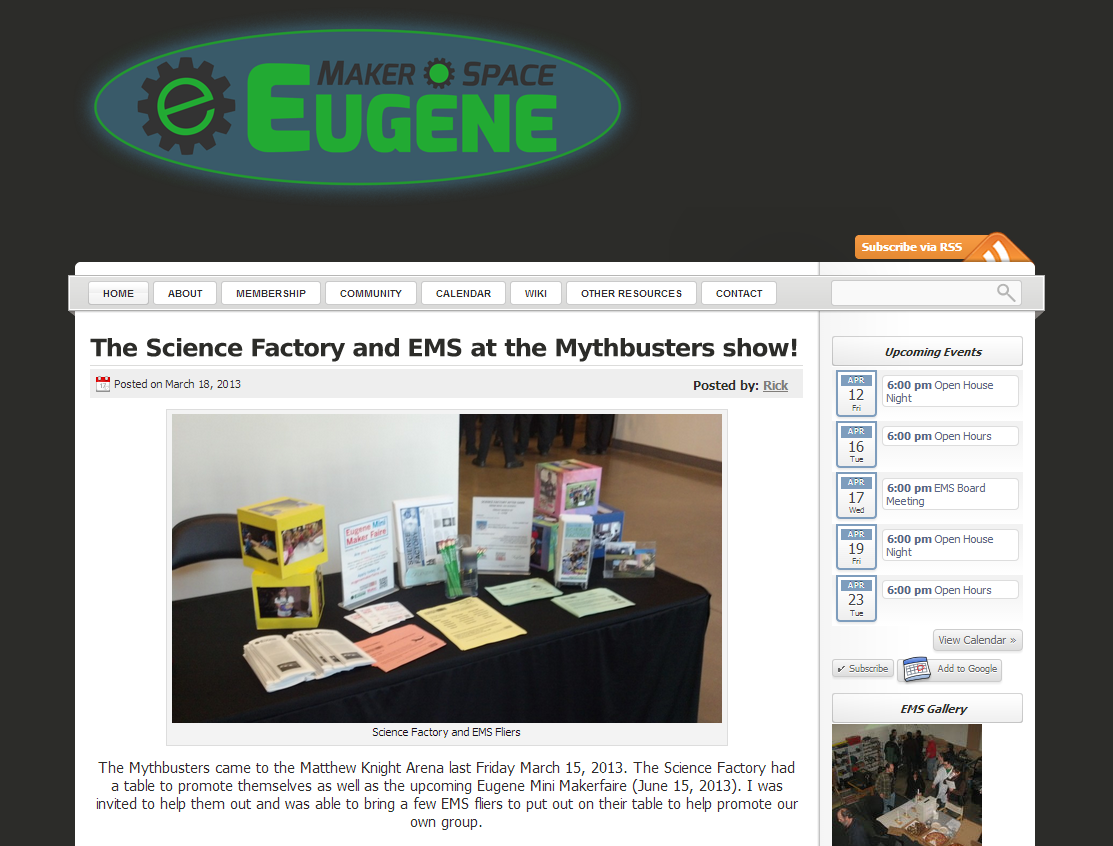 MAKER SPACE
EUGENE
Subscribe via RSS
HOME
ABOUT
MEMBERSHIP
COMMUNITY
CALENDAR
WIKI
OTHER RESOURCES
CONTACT
The Science Factory and EMS at the Mythbusters show!
Posted on March 18, 2013
Posted by: Rick
Eugene Mini
Maker Faire
SCIENCE
FACTORY
Science Factory and EMS Fliers
The Mythbusters came to the Matthew Knight Arena last Friday March 15, 2013. The Science Factory had
a table to promote themselves as well as the upcoming Eugene Mini Makerfaire (June 15, 2013). I was
invited to help them out and was able to bring a few EMS fliers to put out on their table to help promote our
own group.
Upcoming Events
APR
12
Fri
6:00 pm Open House
Night
APR
16
Tue
6:00 pm Open Hours
APR
17
Wed
6:00 pm EMS Board
Meeting
APR
19
Fri
6:00 pm Open House
Night
APR
23
Tue
6:00 pm Open Hours
View Calendar »
✔ Subscribe
Add to Google
EMS Gallery